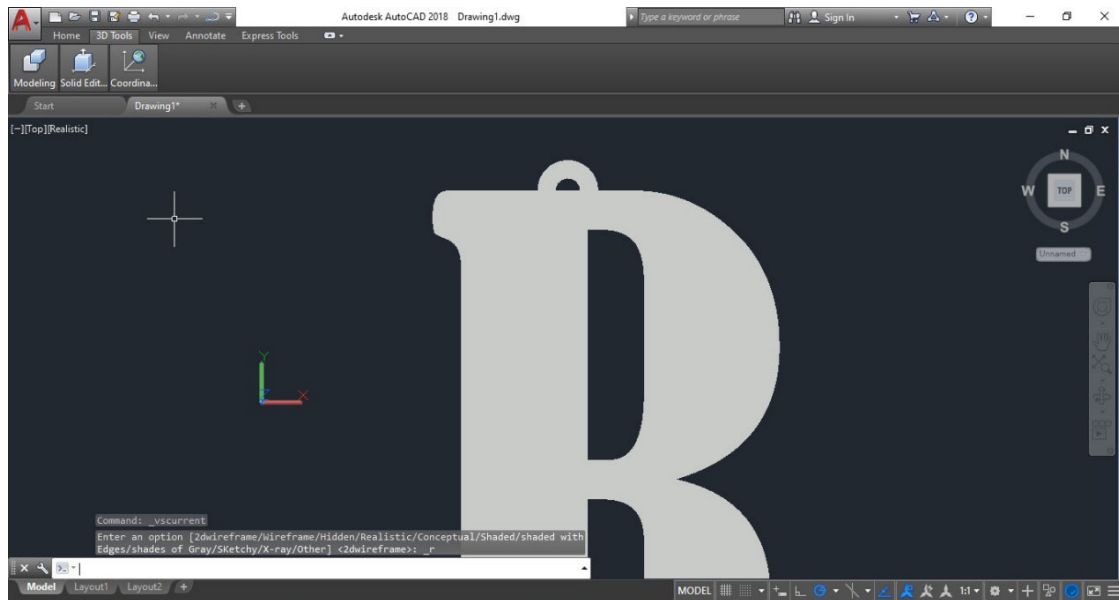 A Autodesk AutoCAD 2018 Drawing1.dwg Type a keyword or phrase Sign In ?
Home 3D Tools View Annotate Express Tools
Modeling Solid Edit... Coordina...
Start Drawing1* +
[−][Top][Realistic]
N
W TOP E
S
Unnamed
R
Y
X
Z
Command: _vscurrent
Enter an option [2dwireframe/Wireframe/Hidden/Realistic/Conceptual/Shaded/shaded with
Edges/shades of Gray/SKetchy/X-ray/Other] <2dwireframe>: _r
Model Layout1 Layout2 + MODEL 1:1